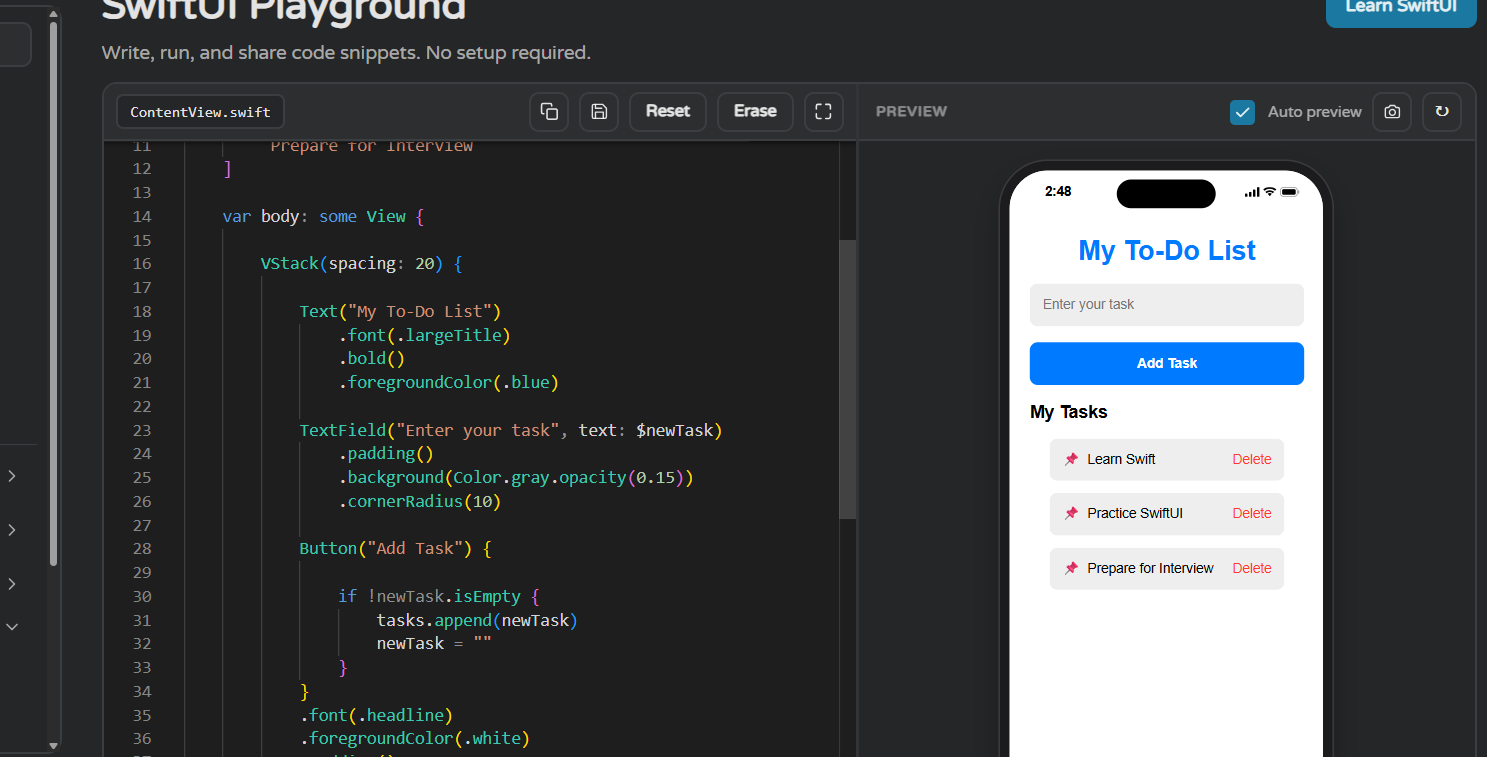 SwiftUI Playground
Learn SwiftUI
Write, run, and share code snippets. No setup required.
ContentView.swift
Reset
Erase
PREVIEW
Auto preview
11 Prepare for Interview
12 ]
13
14 var body: some View {
15
16 VStack(spacing: 20) {
17
18 Text("My To-Do List")
19 .font(.largeTitle)
20 .bold()
21 .foregroundColor(.blue)
22
23 TextField("Enter your task", text: $newTask)
24 .padding()
25 .background(Color.gray.opacity(0.15))
26 .cornerRadius(10)
27
28 Button("Add Task") {
29
30 if !newTask.isEmpty {
31 tasks.append(newTask)
32 newTask = ""
33 }
34 }
35 .font(.headline)
36 .foregroundColor(.white)
2:48
My To-Do List
Enter your task
Add Task
My Tasks
Learn Swift Delete
Practice SwiftUI Delete
Prepare for Interview Delete